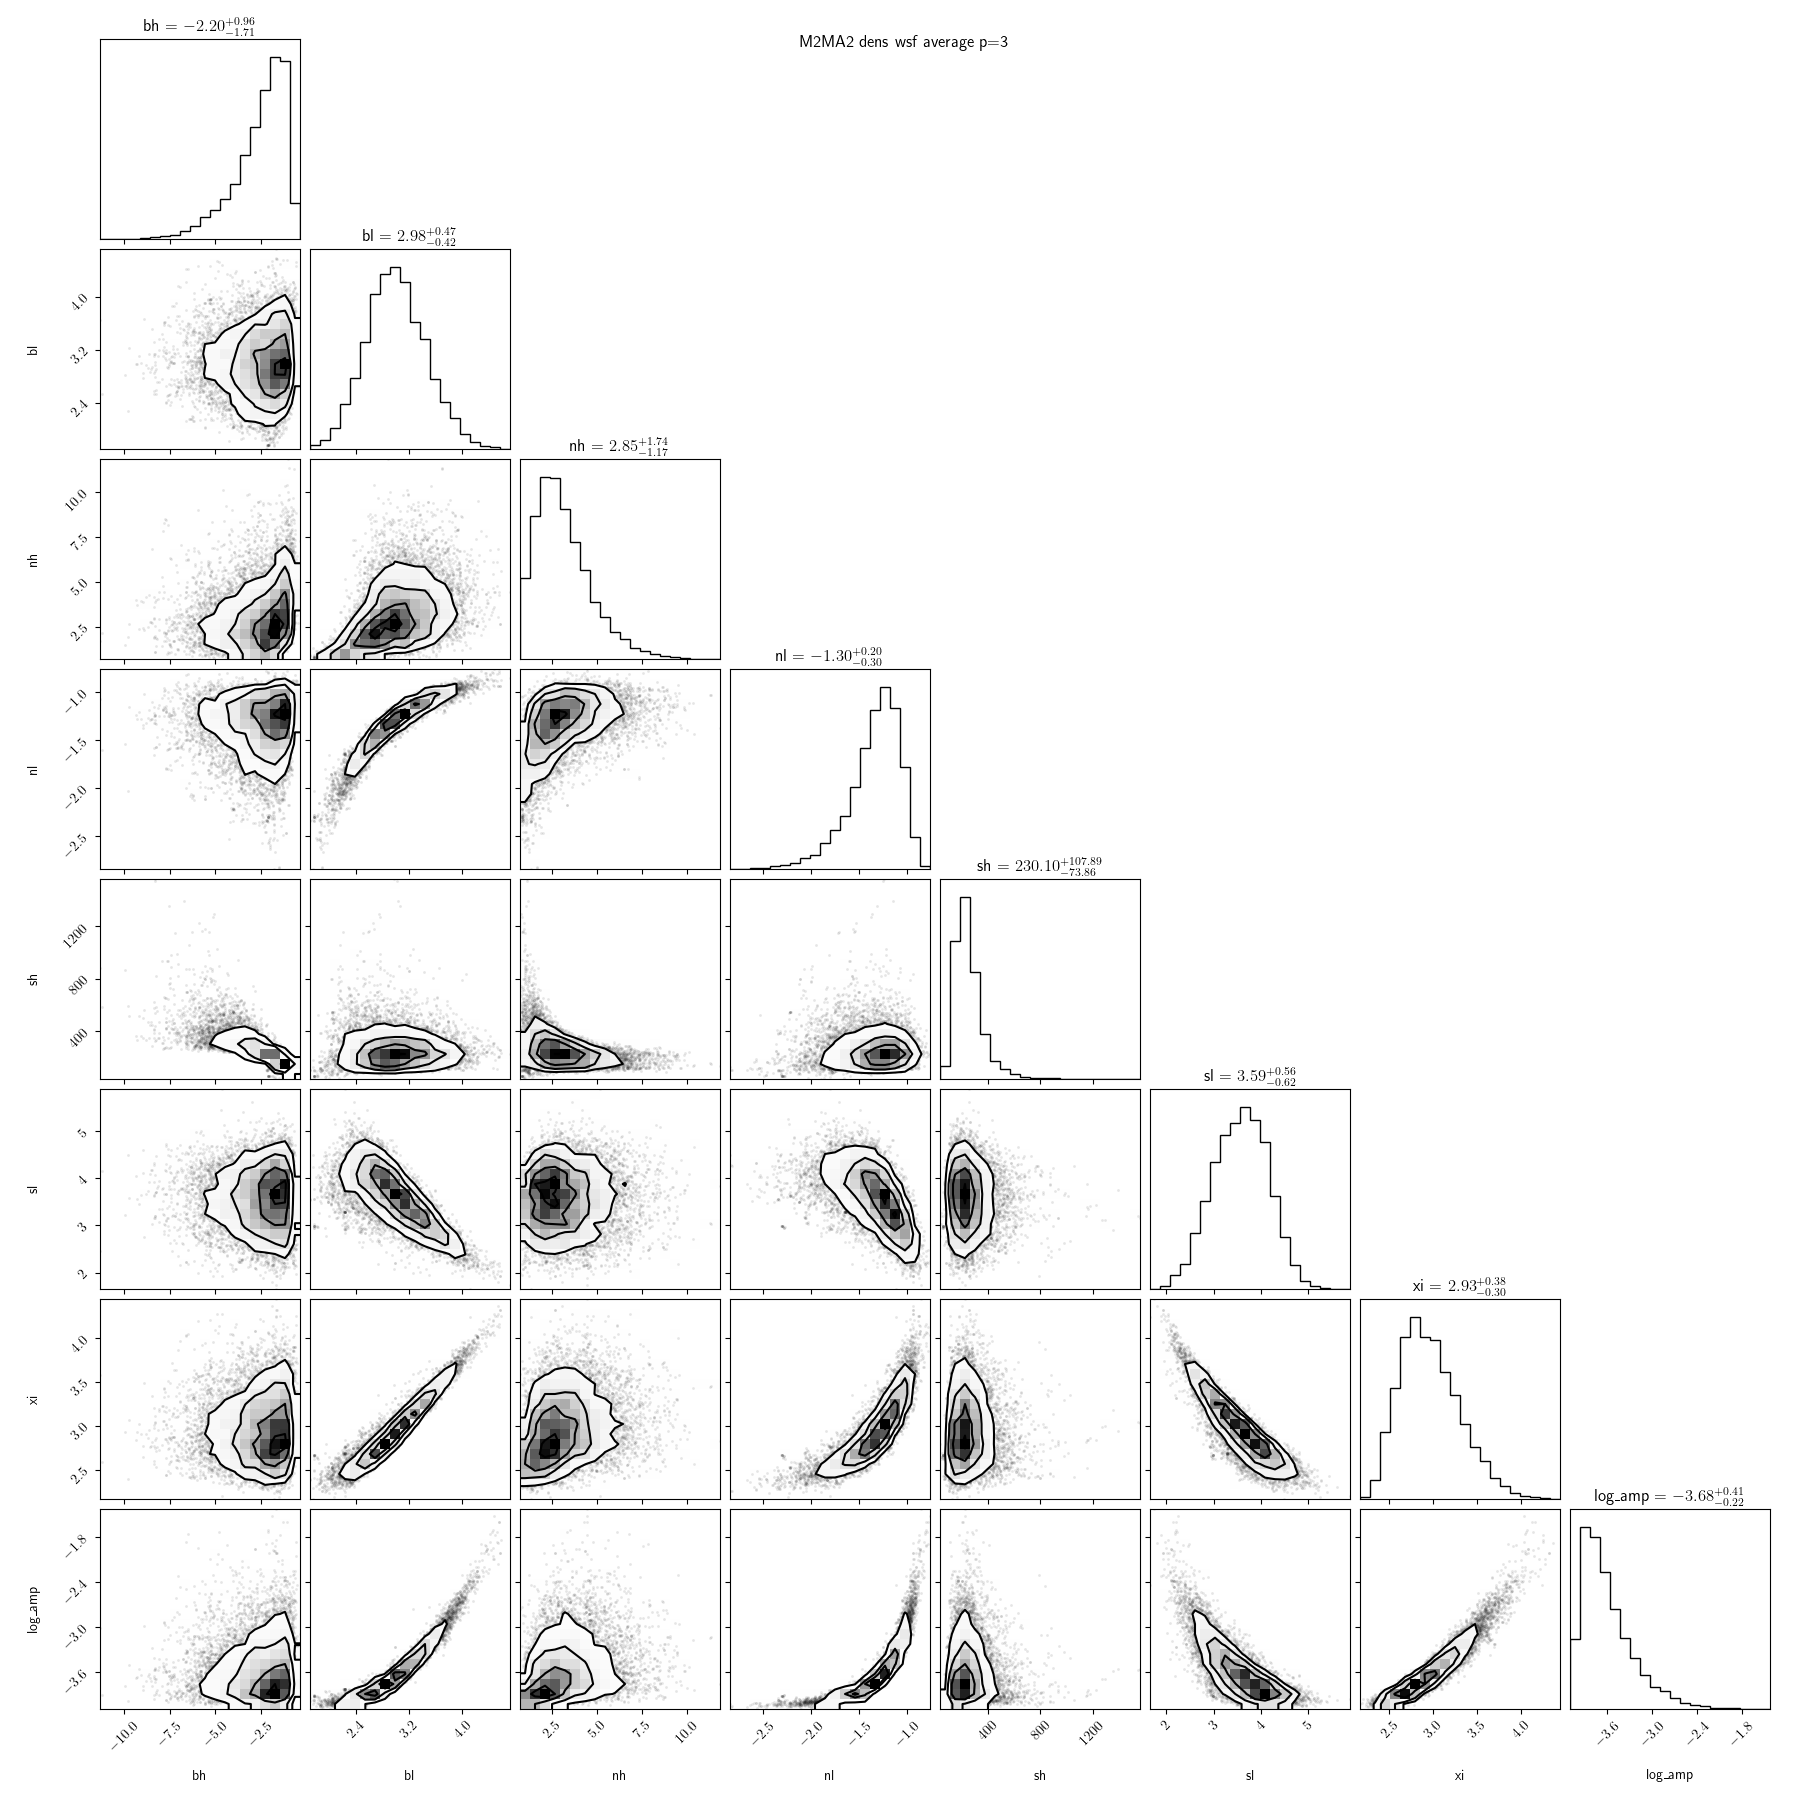 M2MA2 dens wsf average p=3
bh = −2.20+0.96−1.71
bl = 2.98+0.47−0.42
bl
4.0
3.2
2.4
nh = 2.85+1.74−1.17
nh
10.0
7.5
5.0
2.5
nl = −1.30+0.20−0.30
nl
−1.0
−1.5
−2.0
−2.5
sh = 230.10+107.89−73.86
sh
1200
800
400
sl = 3.59+0.56−0.62
sl
5
4
3
2
xi = 2.93+0.38−0.30
xi
4.0
3.5
3.0
2.5
log_amp = −3.68+0.41−0.22
log_amp
−1.8
−2.4
−3.0
−3.6
−10.0 −7.5 −5.0 −2.5 2.4 3.2 4.0 2.5 5.0 7.5 10.0 −2.5 −2.0 −1.5 −1.0 400 800 1200 2 3 4 5 2.5 3.0 3.5 4.0 −3.6 −3.0 −2.4 −1.8
bh bl nh nl sh sl xi log_amp